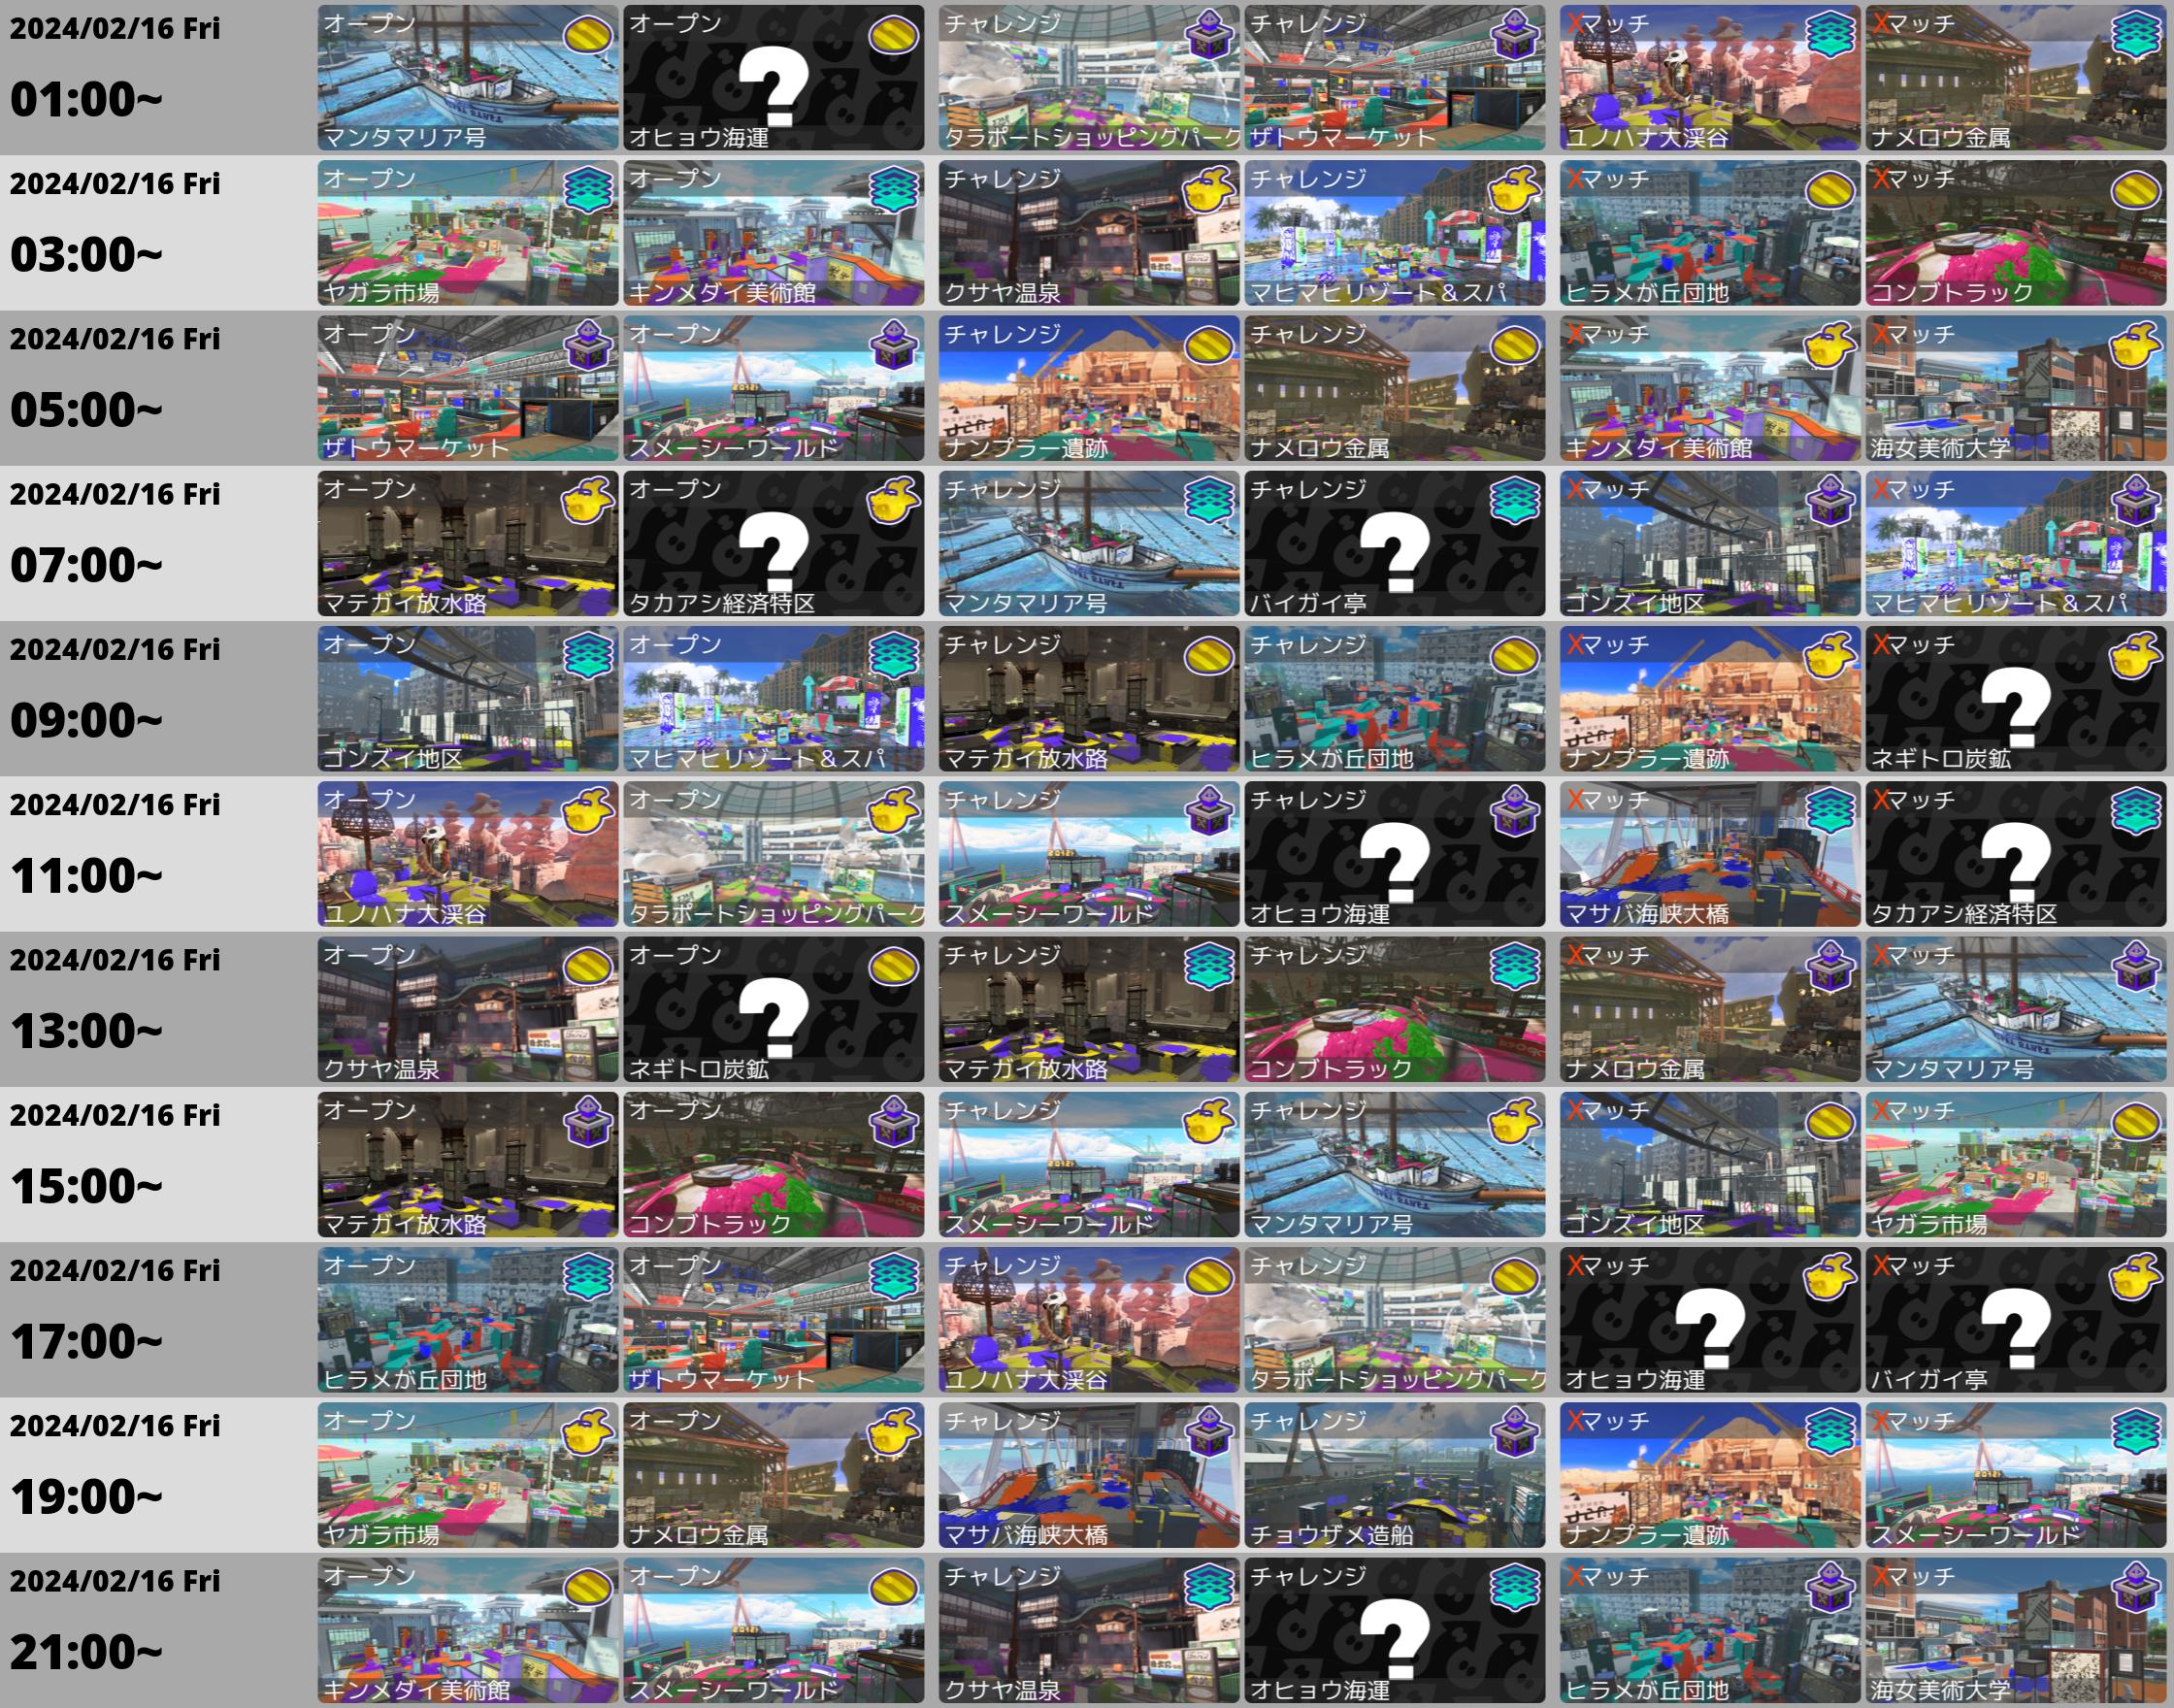 2024/02/16 Fri
01:00~
オープン
マンタマリア号
オープン
オヒョウ海運
チャレンジ
タラポートショッピングパーク
チャレンジ
ザトウマーケット
Xマッチ
ユノハナ大渓谷
Xマッチ
ナメロウ金属
2024/02/16 Fri
03:00~
オープン
ヤガラ市場
オープン
キンメダイ美術館
チャレンジ
クサヤ温泉
チャレンジ
マヒマヒリゾート&スパ
Xマッチ
ヒラメが丘団地
Xマッチ
コンブトラック
2024/02/16 Fri
05:00~
オープン
ザトウマーケット
オープン
スメーシーワールド
チャレンジ
ナンプラー遺跡
チャレンジ
ナメロウ金属
Xマッチ
キンメダイ美術館
Xマッチ
海女美術大学
2024/02/16 Fri
07:00~
オープン
マテガイ放水路
オープン
タカアシ経済特区
チャレンジ
マンタマリア号
チャレンジ
バイガイ亭
Xマッチ
ゴンズイ地区
Xマッチ
マヒマヒリゾート&スパ
2024/02/16 Fri
09:00~
オープン
ゴンズイ地区
オープン
マヒマヒリゾート&スパ
チャレンジ
マテガイ放水路
チャレンジ
ヒラメが丘団地
Xマッチ
ナンプラー遺跡
Xマッチ
ネギトロ炭鉱
2024/02/16 Fri
11:00~
オープン
ユノハナ大渓谷
オープン
タラポートショッピングパーク
チャレンジ
スメーシーワールド
チャレンジ
オヒョウ海運
Xマッチ
マサバ海峡大橋
Xマッチ
タカアシ経済特区
2024/02/16 Fri
13:00~
オープン
クサヤ温泉
オープン
ネギトロ炭鉱
チャレンジ
マテガイ放水路
チャレンジ
コンブトラック
Xマッチ
ナメロウ金属
Xマッチ
マンタマリア号
2024/02/16 Fri
15:00~
オープン
マテガイ放水路
オープン
コンブトラック
チャレンジ
スメーシーワールド
チャレンジ
マンタマリア号
Xマッチ
ゴンズイ地区
Xマッチ
ヤガラ市場
2024/02/16 Fri
17:00~
オープン
ヒラメが丘団地
オープン
ザトウマーケット
チャレンジ
ユノハナ大渓谷
チャレンジ
タラポートショッピングパーク
Xマッチ
オヒョウ海運
Xマッチ
バイガイ亭
2024/02/16 Fri
19:00~
オープン
ヤガラ市場
オープン
ナメロウ金属
チャレンジ
マサバ海峡大橋
チャレンジ
チョウザメ造船
Xマッチ
ナンプラー遺跡
Xマッチ
スメーシーワールド
2024/02/16 Fri
21:00~
オープン
キンメダイ美術館
オープン
スメーシーワールド
チャレンジ
クサヤ温泉
チャレンジ
オヒョウ海運
Xマッチ
ヒラメが丘団地
Xマッチ
海女美術大学